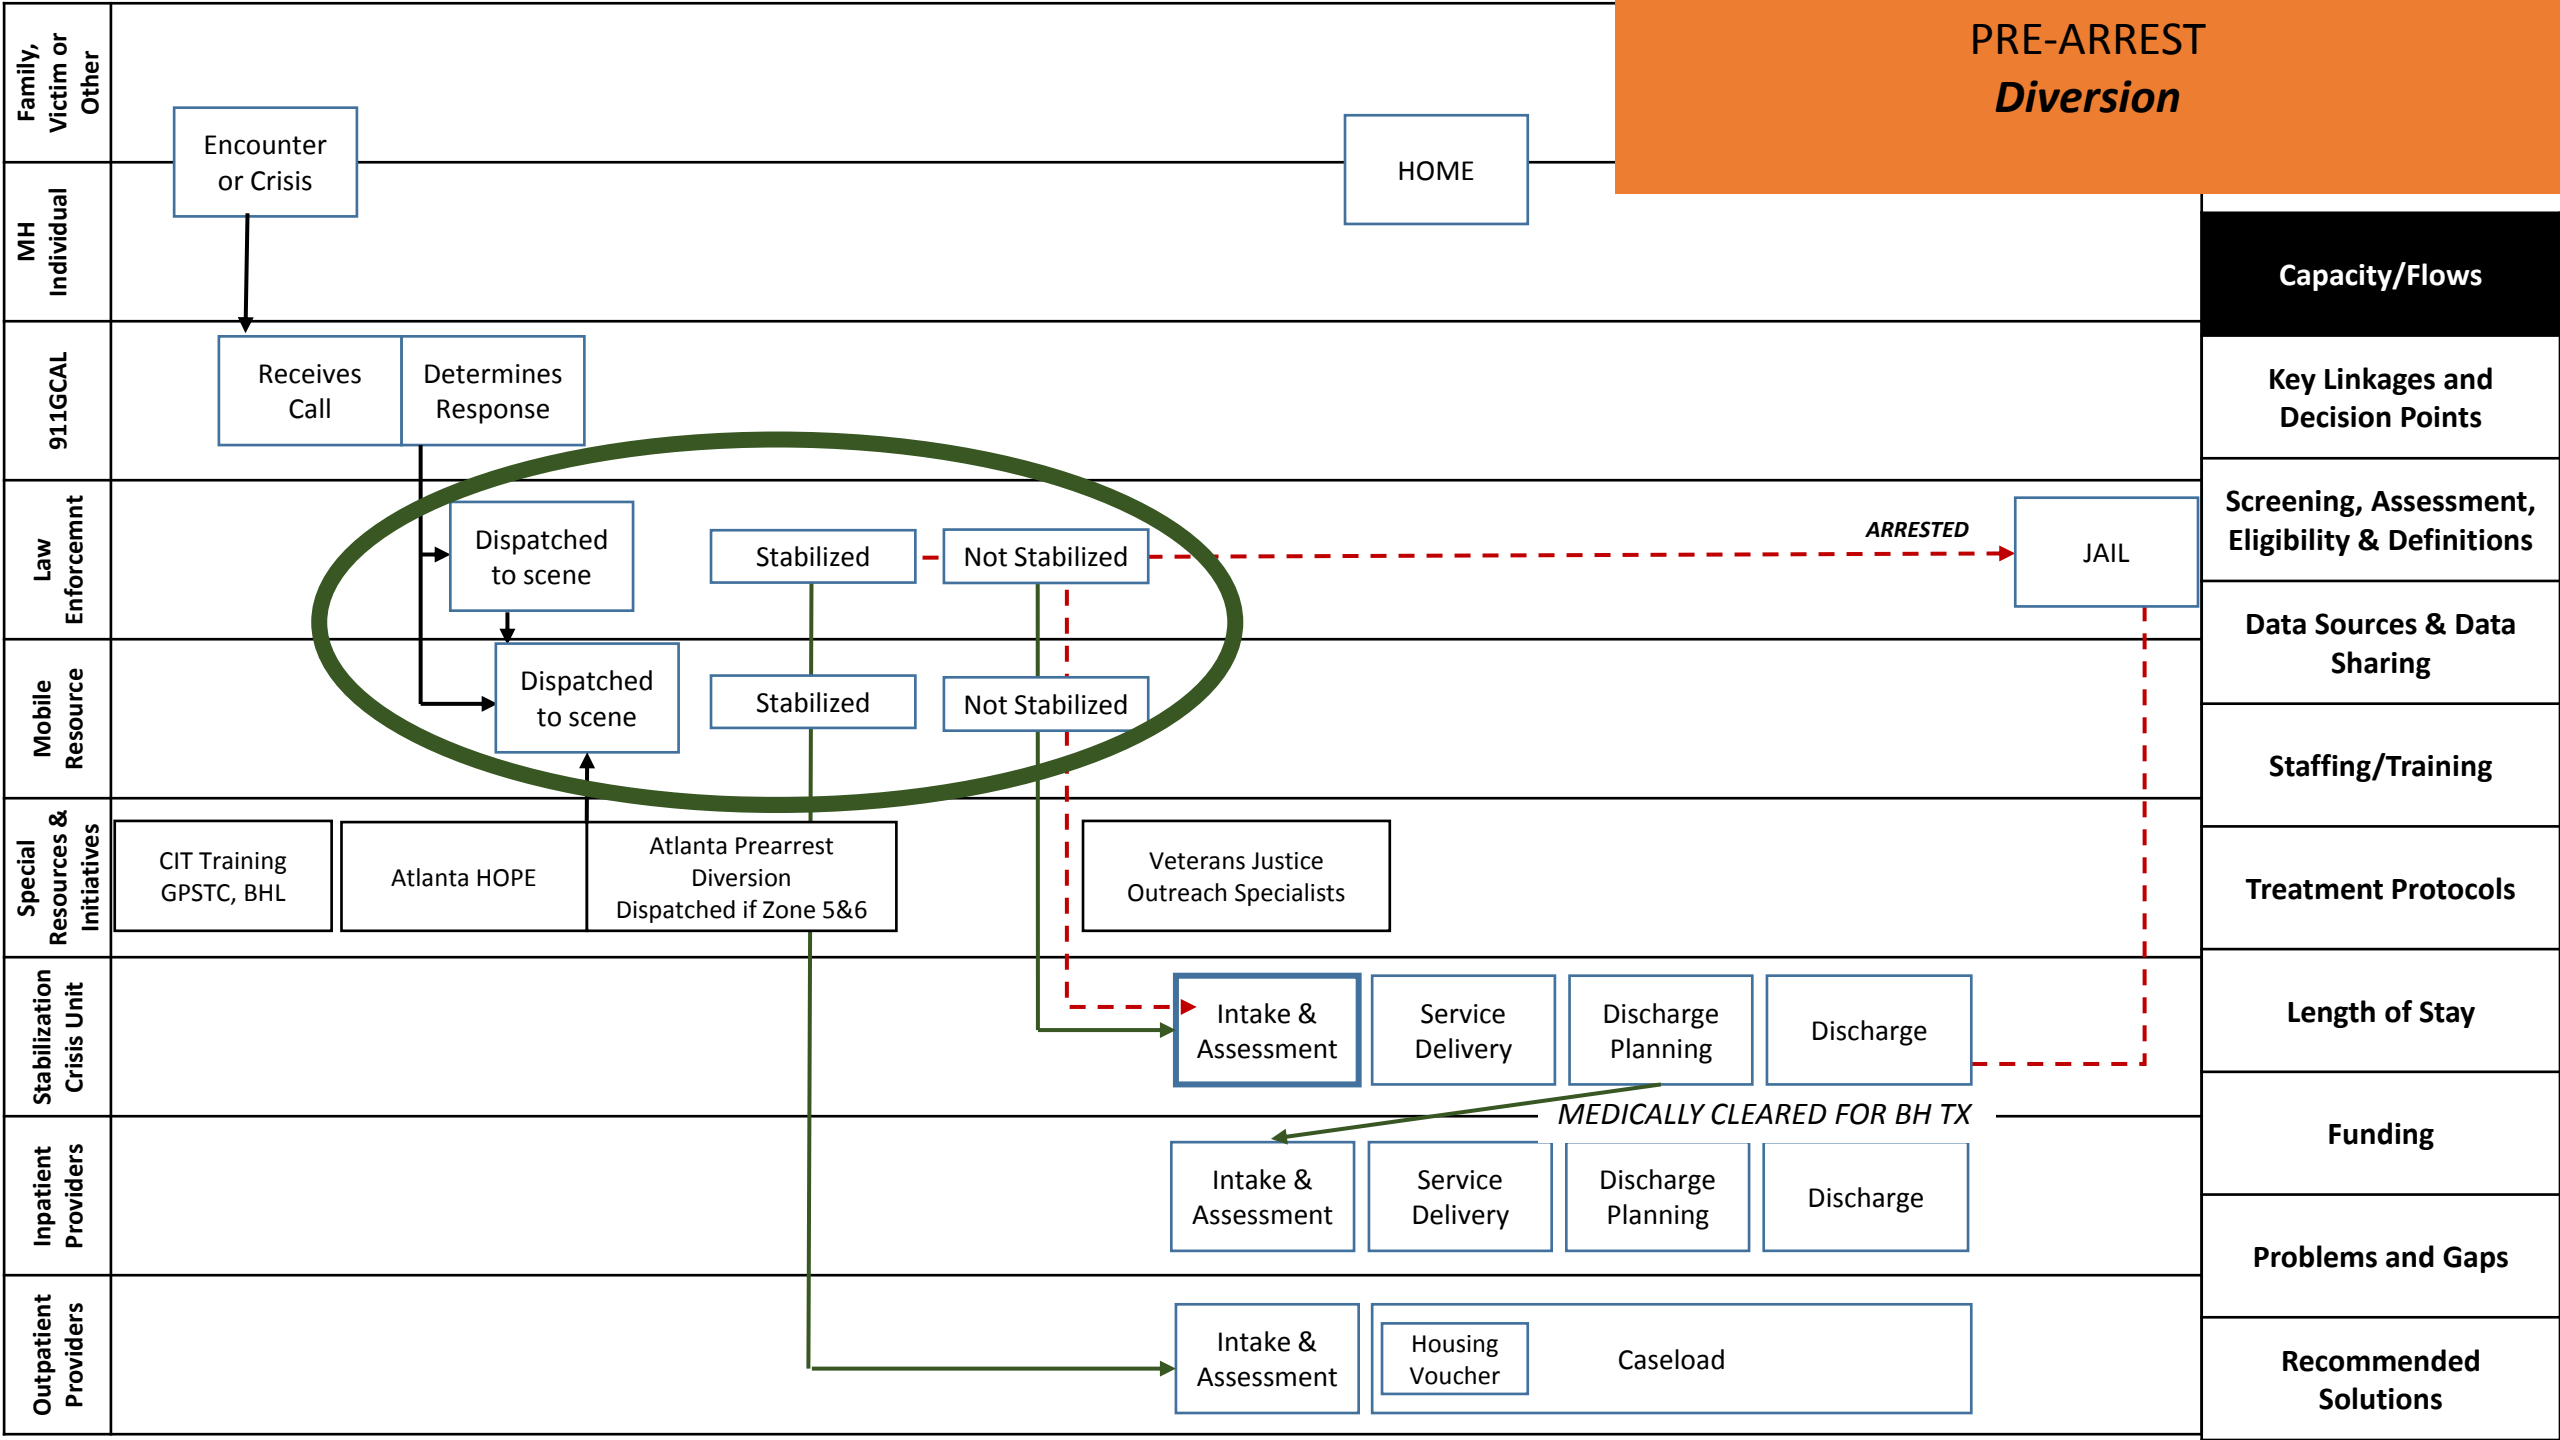 PRE-ARREST
Diversion
Family,
Victim or
Other
Encounter
or Crisis
HOME
MH
Individual
911GCAL
Receives
Call
Determines
Response
Law
Enforcemnt
Dispatched
to scene
Stabilized
Not Stabilized
ARRESTED
JAIL
Mobile
Resource
Dispatched
to scene
Stabilized
Not Stabilized
Special
Resources &
Initiatives
CIT Training
GPSTC, BHL
Atlanta HOPE
Atlanta Prearrest
Diversion
Dispatched if Zone 5&6
Veterans Justice
Outreach Specialists
Stabilization
Crisis Unit
Intake &
Assessment
Service
Delivery
Discharge
Planning
Discharge
MEDICALLY CLEARED FOR BH TX
Inpatient
Providers
Intake &
Assessment
Service
Delivery
Discharge
Planning
Discharge
Outpatient
Providers
Intake &
Assessment
Housing
Voucher
Caseload
Capacity/Flows
Key Linkages and
Decision Points
Screening, Assessment,
Eligibility & Definitions
Data Sources & Data
Sharing
Staffing/Training
Treatment Protocols
Length of Stay
Funding
Problems and Gaps
Recommended
Solutions